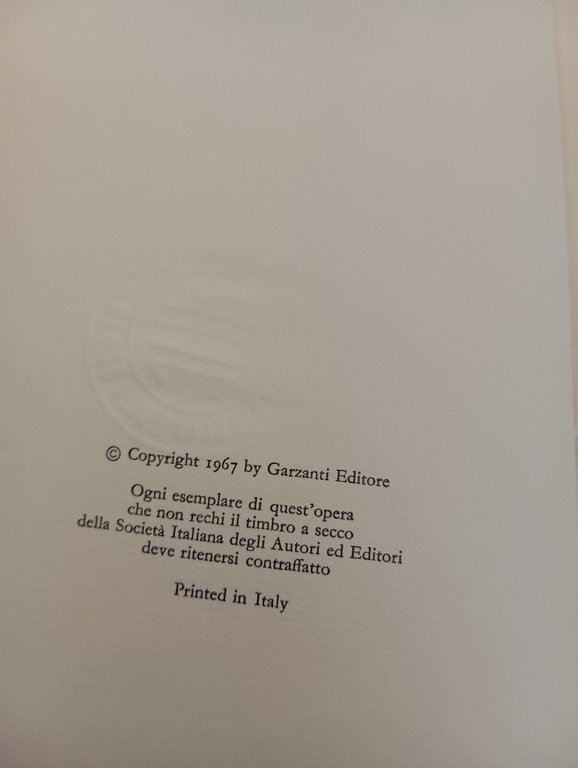 © Copyright 1967 by Garzanti Editore
Ogni esemplare di quest'opera
che non rechi il timbro a secco
della Società Italiana degli Autori ed Editori
deve ritenersi contraffatto
Printed in Italy